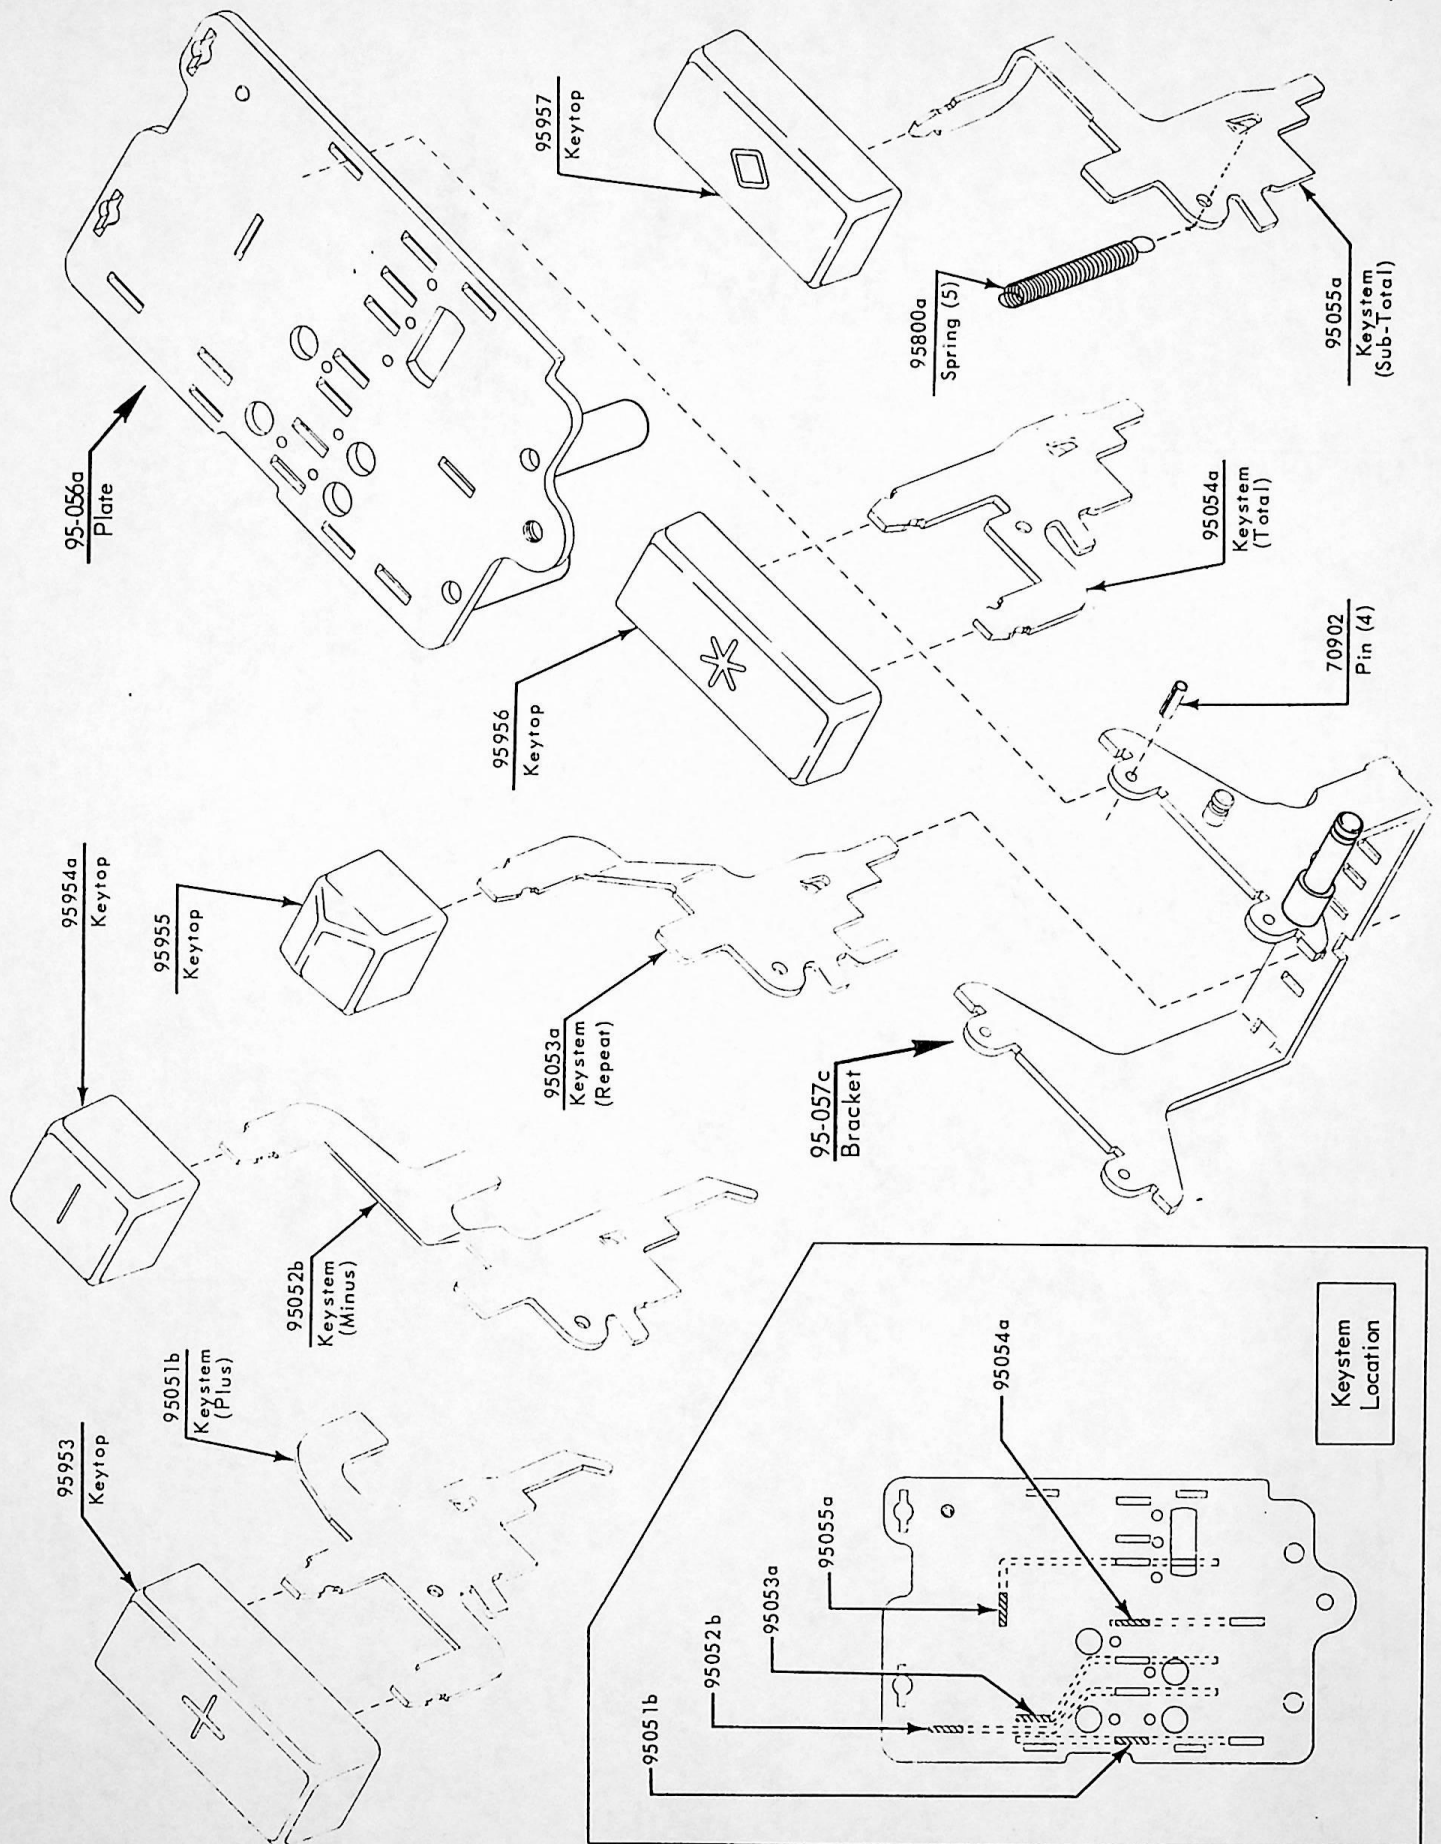 95953
Keytop
95051b
Keystem
(Plus)
95954a
Keytop
95052b
Keystem
(Minus)
95955
Keytop
95053a
Keystem
(Repeat)
95-056a
Plate
95956
Keytop
95957
Keytop
95054a
Keystem
(Total)
95800a
Spring (5)
95055a
Keystem
(Sub-Total)
95-057c
Bracket
70902
Pin (4)
95051b
95052b
95053a
95055a
95054a
Keystem
Location